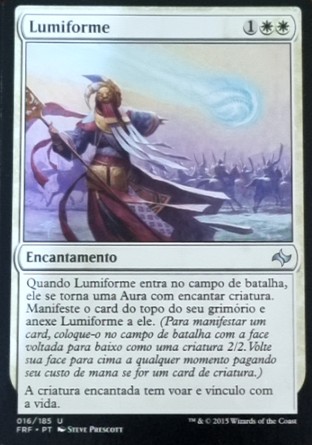 Lumiforme 1
Encantamento
Quando Lumiforme entra no campo de batalha,
ele se torna uma Aura com encantar criatura.
Manifeste o card do topo do seu grimório e
anexe Lumiforme a ele. (Para manifestar um
card, coloque-o no campo de batalha com a face
voltada para baixo como uma criatura 2/2. Volte
sua face para cima a qualquer momento pagando
seu custo de mana se for um card de criatura.)
A criatura encantada tem voar e vínculo com
a vida.
016/185 U
FRF • PT Steve Prescott
™ & © 2015 Wizards of the Coast